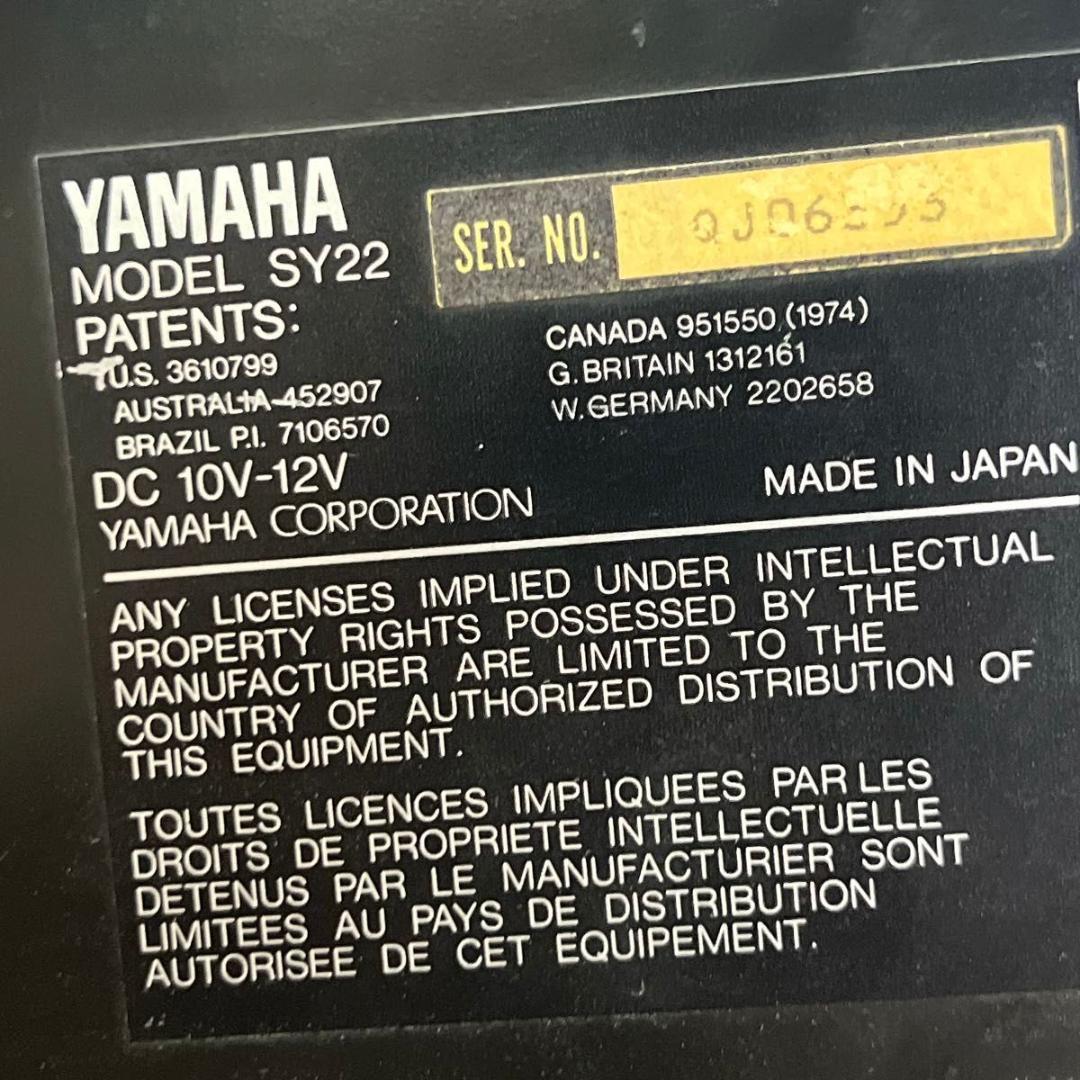 YAMAHA
MODEL SY22
SER. NO.
PATENTS:
U.S. 3610799
AUSTRALIA 452907
BRAZIL P.I. 7106570
CANADA 951550 (1974)
G. BRITAIN 1312161
W. GERMANY 2202658
DC 10V-12V
YAMAHA CORPORATION
MADE IN JAPAN
ANY LICENSES IMPLIED UNDER INTELLECTUAL
PROPERTY RIGHTS POSSESSED BY THE
MANUFACTURER ARE LIMITED TO THE
COUNTRY OF AUTHORIZED DISTRIBUTION OF
THIS EQUIPMENT.
TOUTES LICENCES IMPLIQUEES PAR LES
DROITS DE PROPRIETE INTELLECTUELLE
DETENUS PAR LE MANUFACTURIER SONT
LIMITEES AU PAYS DE DISTRIBUTION
AUTORISEE DE CET EQUIPEMENT.